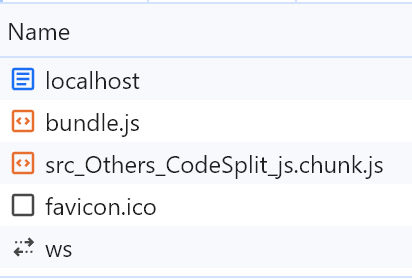 Name
localhost
bundle.js
src_Others_CodeSplit_js.chunk.js
favicon.ico
ws